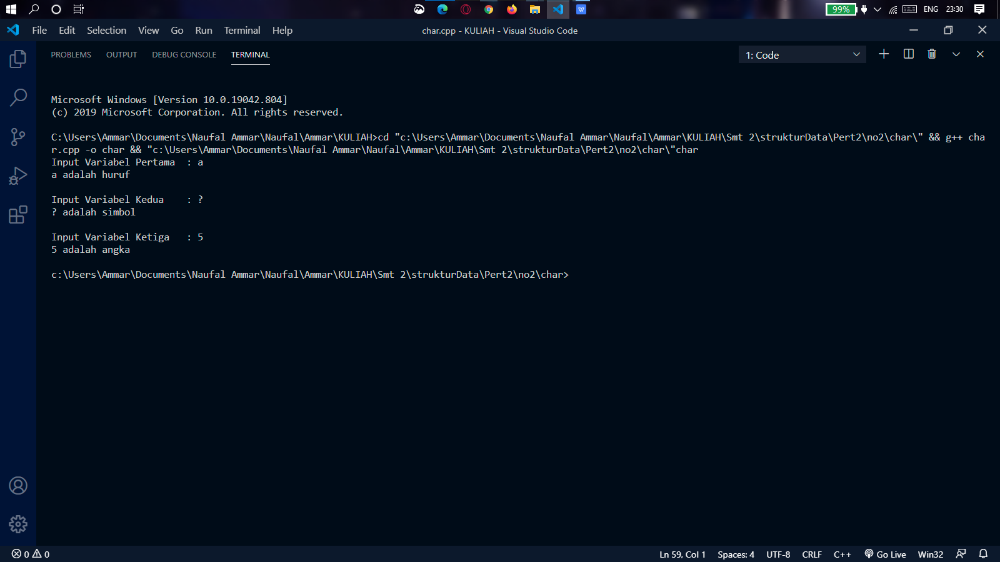 99% ENG 23:30
File Edit Selection View Go Run Terminal Help char.cpp - KULIAH - Visual Studio Code
PROBLEMS OUTPUT DEBUG CONSOLE TERMINAL 1: Code
Microsoft Windows [Version 10.0.19042.804]
(c) 2019 Microsoft Corporation. All rights reserved.
C:\Users\Ammar\Documents\Naufal Ammar\Naufal\Ammar\KULIAH>cd "c:\Users\Ammar\Documents\Naufal Ammar\Naufal\Ammar\KULIAH\Smt 2\strukturData\Pert2\no2\char\" && g++ cha
r.cpp -o char && "c:\Users\Ammar\Documents\Naufal Ammar\Naufal\Ammar\KULIAH\Smt 2\strukturData\Pert2\no2\char\"char
Input Variabel Pertama  : a
a adalah huruf
Input Variabel Kedua    : ?
? adalah simbol
Input Variabel Ketiga   : 5
5 adalah angka
c:\Users\Ammar\Documents\Naufal Ammar\Naufal\Ammar\KULIAH\Smt 2\strukturData\Pert2\no2\char>
0 0 Ln 59, Col 1 Spaces: 4 UTF-8 CRLF C++ Go Live Win32